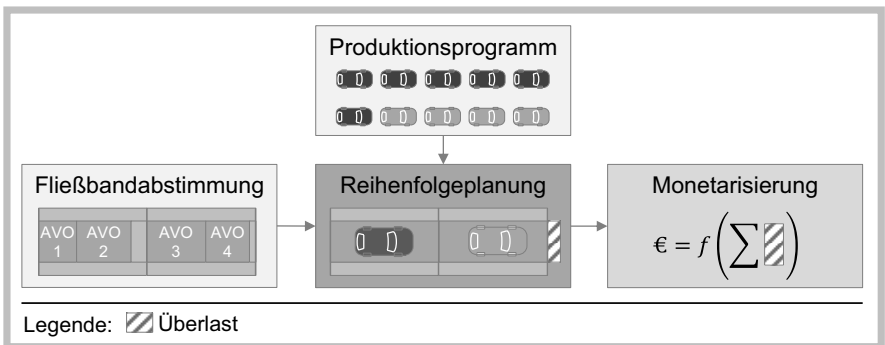 Produktionsprogramm
Fließbandabstimmung
AVO 1
AVO 2
AVO 3
AVO 4
Reihenfolgeplanung
Monetarisierung
€ = f(∑ )
Legende: Überlast